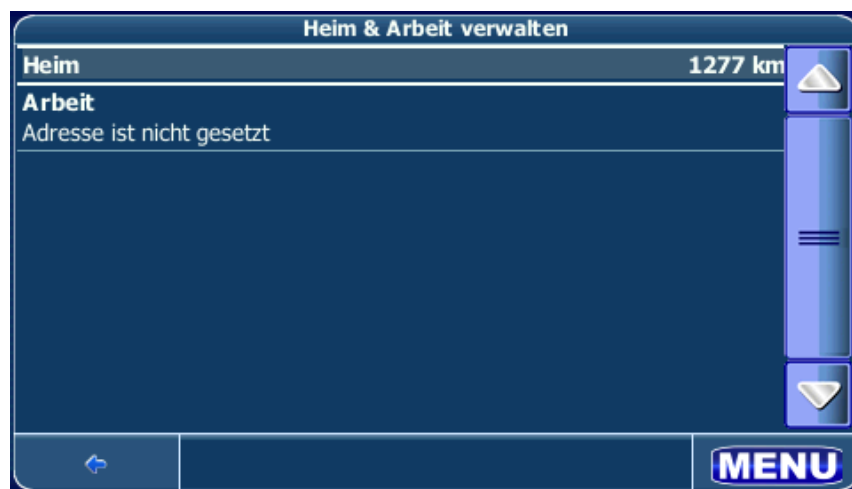 Heim & Arbeit verwalten
Heim 1277 km
Arbeit
Adresse ist nicht gesetzt
MENU